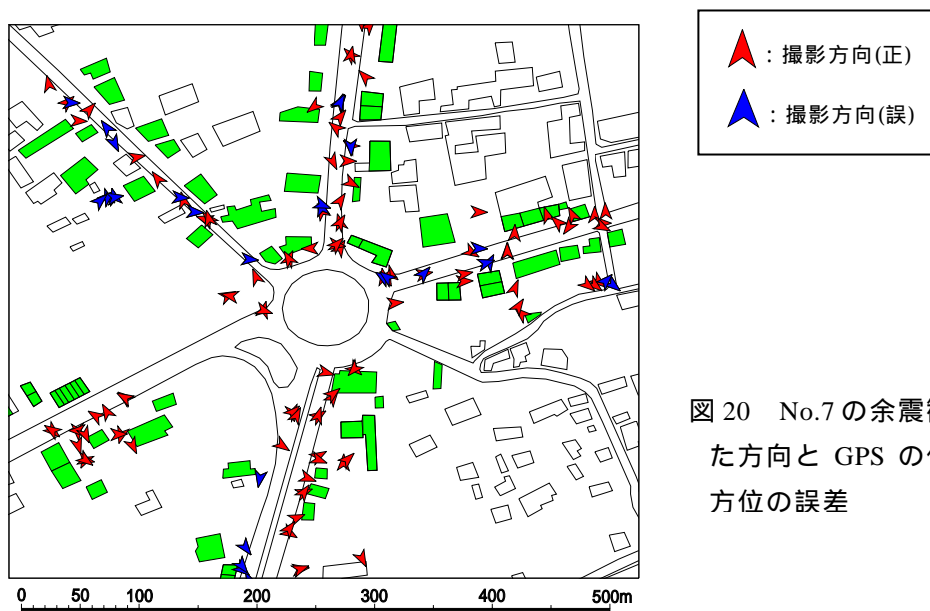 : 撮影方向(正)
: 撮影方向(誤)
図 20 No.7 の余震
た方向と GPS の
方位の誤差
0 50 100 200 300 400 500m